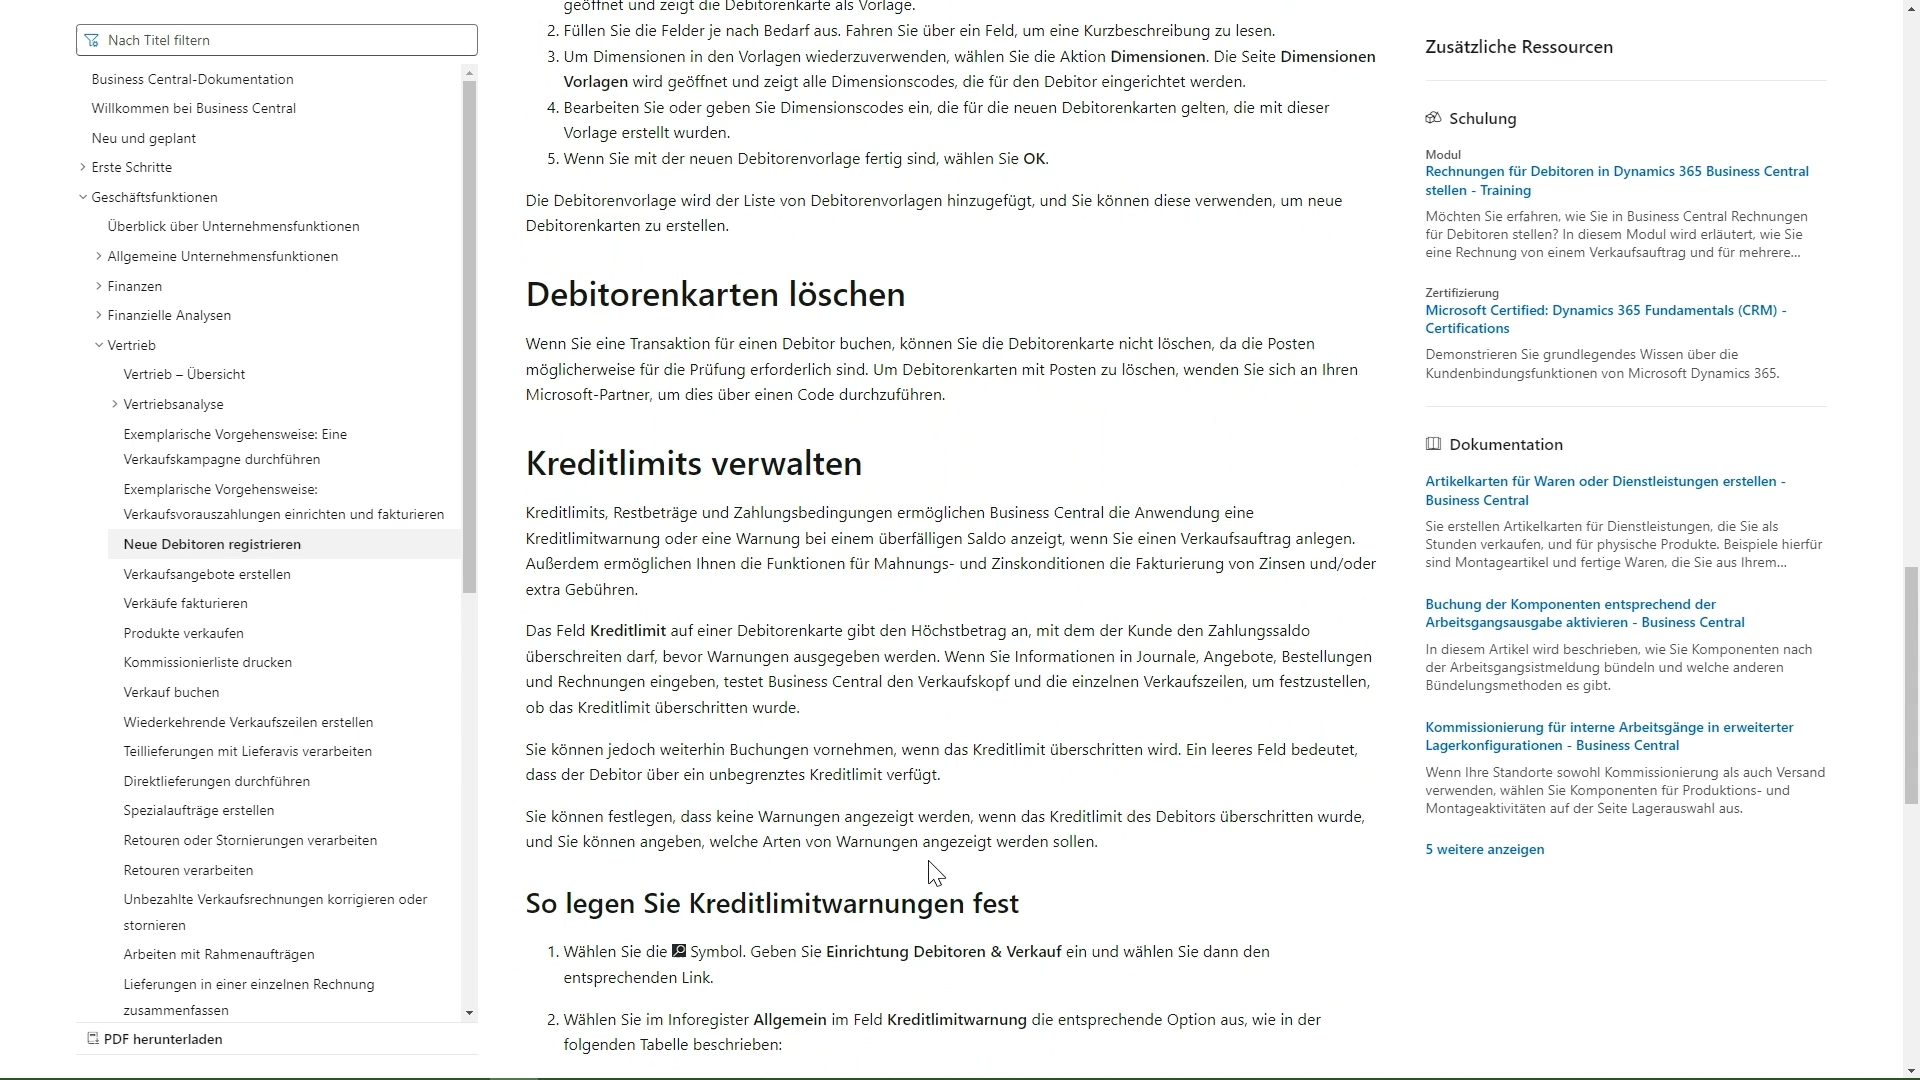 Nach Titel filtern
Business Central-Dokumentation
Willkommen bei Business Central
Neu und geplant
Erste Schritte
Geschäftsfunktionen
Überblick über Unternehmensfunktionen
Allgemeine Unternehmensfunktionen
Finanzen
Finanzielle Analysen
Vertrieb
Vertrieb – Übersicht
Vertriebsanalyse
Exemplarische Vorgehensweise: Eine
Verkaufskampagne durchführen
Exemplarische Vorgehensweise:
Verkaufsvorauszahlungen einrichten und fakturieren
Neue Debitoren registrieren
Verkaufsangebote erstellen
Verkäufe fakturieren
Produkte verkaufen
Kommissionierliste drucken
Verkauf buchen
Wiederkehrende Verkaufszeilen erstellen
Teillieferungen mit Lieferavis verarbeiten
Direktlieferungen durchführen
Spezialaufträge erstellen
Retouren oder Stornierungen verarbeiten
Retouren verarbeiten
Unbezahlte Verkaufsrechnungen korrigieren oder
stornieren
Arbeiten mit Rahmenaufträgen
Lieferungen in einer einzelnen Rechnung
zusammenfassen
PDF herunterladen
geöffnet und zeigt die Debitorenkarte als Vorlage.
2. Füllen Sie die Felder je nach Bedarf aus. Fahren Sie über ein Feld, um eine Kurzbeschreibung zu lesen.
3. Um Dimensionen in den Vorlagen wiederzuverwenden, wählen Sie die Aktion Dimensionen. Die Seite Dimensionen
Vorlagen wird geöffnet und zeigt alle Dimensionscodes, die für den Debitor eingerichtet werden.
4. Bearbeiten Sie oder geben Sie Dimensionscodes ein, die für die neuen Debitorenkarten gelten, die mit dieser
Vorlage erstellt wurden.
5. Wenn Sie mit der neuen Debitorenvorlage fertig sind, wählen Sie OK.
Die Debitorenvorlage wird der Liste von Debitorenvorlagen hinzugefügt, und Sie können diese verwenden, um neue
Debitorenkarten zu erstellen.
Debitorenkarten löschen
Wenn Sie eine Transaktion für einen Debitor buchen, können Sie die Debitorenkarte nicht löschen, da die Posten
möglicherweise für die Prüfung erforderlich sind. Um Debitorenkarten mit Posten zu löschen, wenden Sie sich an Ihren
Microsoft-Partner, um dies über einen Code durchzuführen.
Kreditlimits verwalten
Kreditlimits, Restbeträge und Zahlungsbedingungen ermöglichen Business Central die Anwendung eine
Kreditlimitwarnung oder eine Warnung bei einem überfälligen Saldo anzeigt, wenn Sie einen Verkaufsauftrag anlegen.
Außerdem ermöglichen Ihnen die Funktionen für Mahnungs- und Zinskonditionen die Fakturierung von Zinsen und/oder
extra Gebühren.
Das Feld Kreditlimit auf einer Debitorenkarte gibt den Höchstbetrag an, mit dem der Kunde den Zahlungssaldo
überschreiten darf, bevor Warnungen ausgegeben werden. Wenn Sie Informationen in Journale, Angebote, Bestellungen
und Rechnungen eingeben, testet Business Central den Verkaufskopf und die einzelnen Verkaufszeilen, um festzustellen,
ob das Kreditlimit überschritten wurde.
Sie können jedoch weiterhin Buchungen vornehmen, wenn das Kreditlimit überschritten wird. Ein leeres Feld bedeutet,
dass der Debitor über ein unbegrenztes Kreditlimit verfügt.
Sie können festlegen, dass keine Warnungen angezeigt werden, wenn das Kreditlimit des Debitors überschritten wurde,
und Sie können angeben, welche Arten von Warnungen angezeigt werden sollen.
So legen Sie Kreditlimitwarnungen fest
1. Wählen Sie die Symbol. Geben Sie Einrichtung Debitoren & Verkauf ein und wählen Sie dann den
entsprechenden Link.
2. Wählen Sie im Inforegister Allgemein im Feld Kreditlimitwarnung die entsprechende Option aus, wie in der
folgenden Tabelle beschrieben:
Zusätzliche Ressourcen
Schulung
Modul
Rechnungen für Debitoren in Dynamics 365 Business Central
stellen - Training
Möchten Sie erfahren, wie Sie in Business Central Rechnungen
für Debitoren stellen? In diesem Modul wird erläutert, wie Sie
eine Rechnung von einem Verkaufsauftrag und für mehrere...
Zertifizierung
Microsoft Certified: Dynamics 365 Fundamentals (CRM) -
Certifications
Demonstrieren Sie grundlegendes Wissen über die
Kundenbindungsfunktionen von Microsoft Dynamics 365.
Dokumentation
Artikelkarten für Waren oder Dienstleistungen erstellen -
Business Central
Sie erstellen Artikelkarten für Dienstleistungen, die Sie als
Stunden verkaufen, und für physische Produkte. Beispiele hierfür
sind Montageartikel und fertige Waren, die Sie aus Ihrem...
Buchung der Komponenten entsprechend der
Arbeitsgangsausgabe aktivieren - Business Central
In diesem Artikel wird beschrieben, wie Sie Komponenten nach
der Arbeitsgangsistmeldung bündeln und welche anderen
Bündelungsmethoden es gibt.
Kommissionierung für interne Arbeitsgänge in erweiterter
Lagerkonfigurationen - Business Central
Wenn Ihre Standorte sowohl Kommissionierung als auch Versand
verwenden, wählen Sie Komponenten für Produktions- und
Montageaktivitäten auf der Seite Lagerauswahl aus.
5 weitere anzeigen